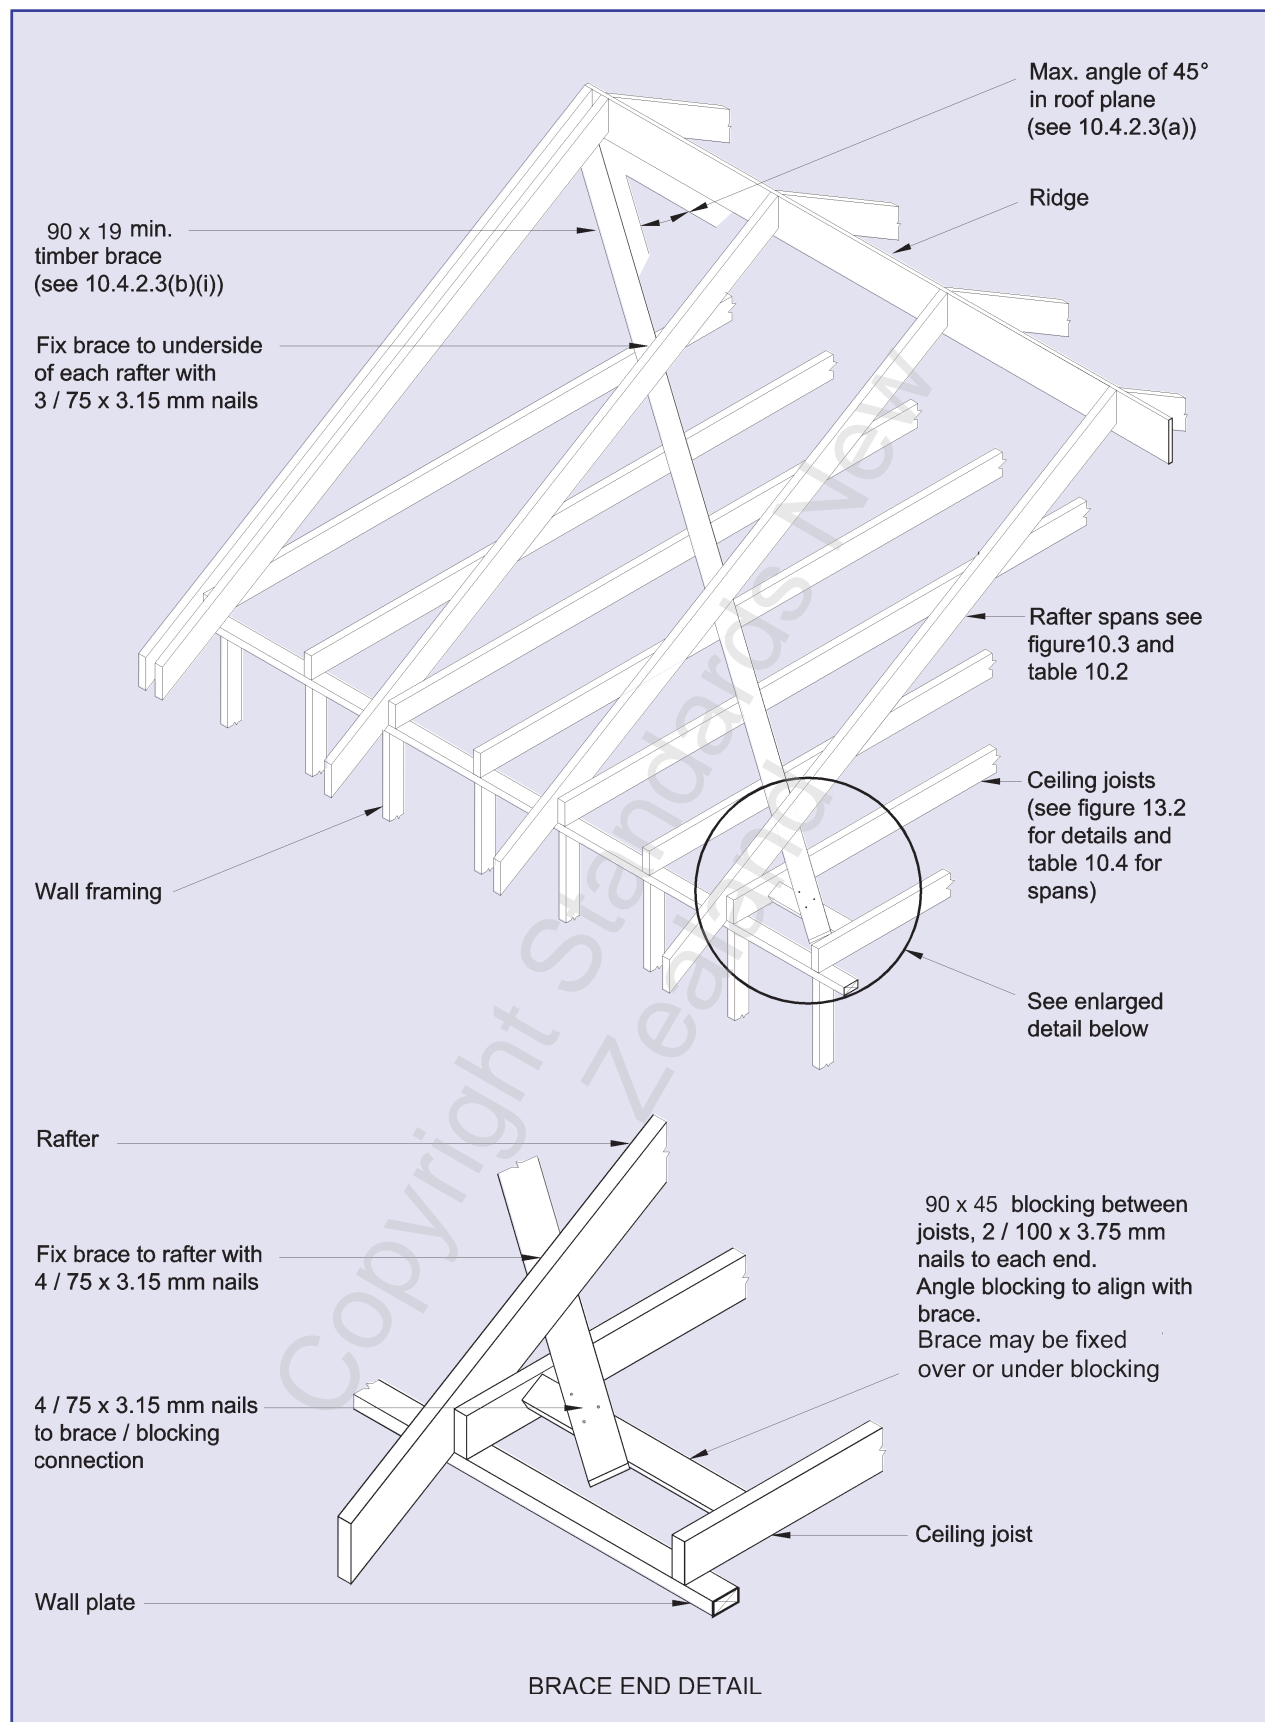 Max. angle of 45°
in roof plane
(see 10.4.2.3(a))
Ridge
90 x 19 min.
timber brace
(see 10.4.2.3(b)(i))
Fix brace to underside
of each rafter with
3 / 75 x 3.15 mm nails
Rafter spans see
figure10.3 and
table 10.2
Ceiling joists
(see figure 13.2
for details and
table 10.4 for
spans)
Wall framing
See enlarged
detail below
Copyright Standards New
Zealand
Rafter
90 x 45 blocking between
joists, 2 / 100 x 3.75 mm
nails to each end.
Angle blocking to align with
brace.
Brace may be fixed
over or under blocking
Fix brace to rafter with
4 / 75 x 3.15 mm nails
4 / 75 x 3.15 mm nails
to brace / blocking
connection
Ceiling joist
Wall plate
BRACE END DETAIL